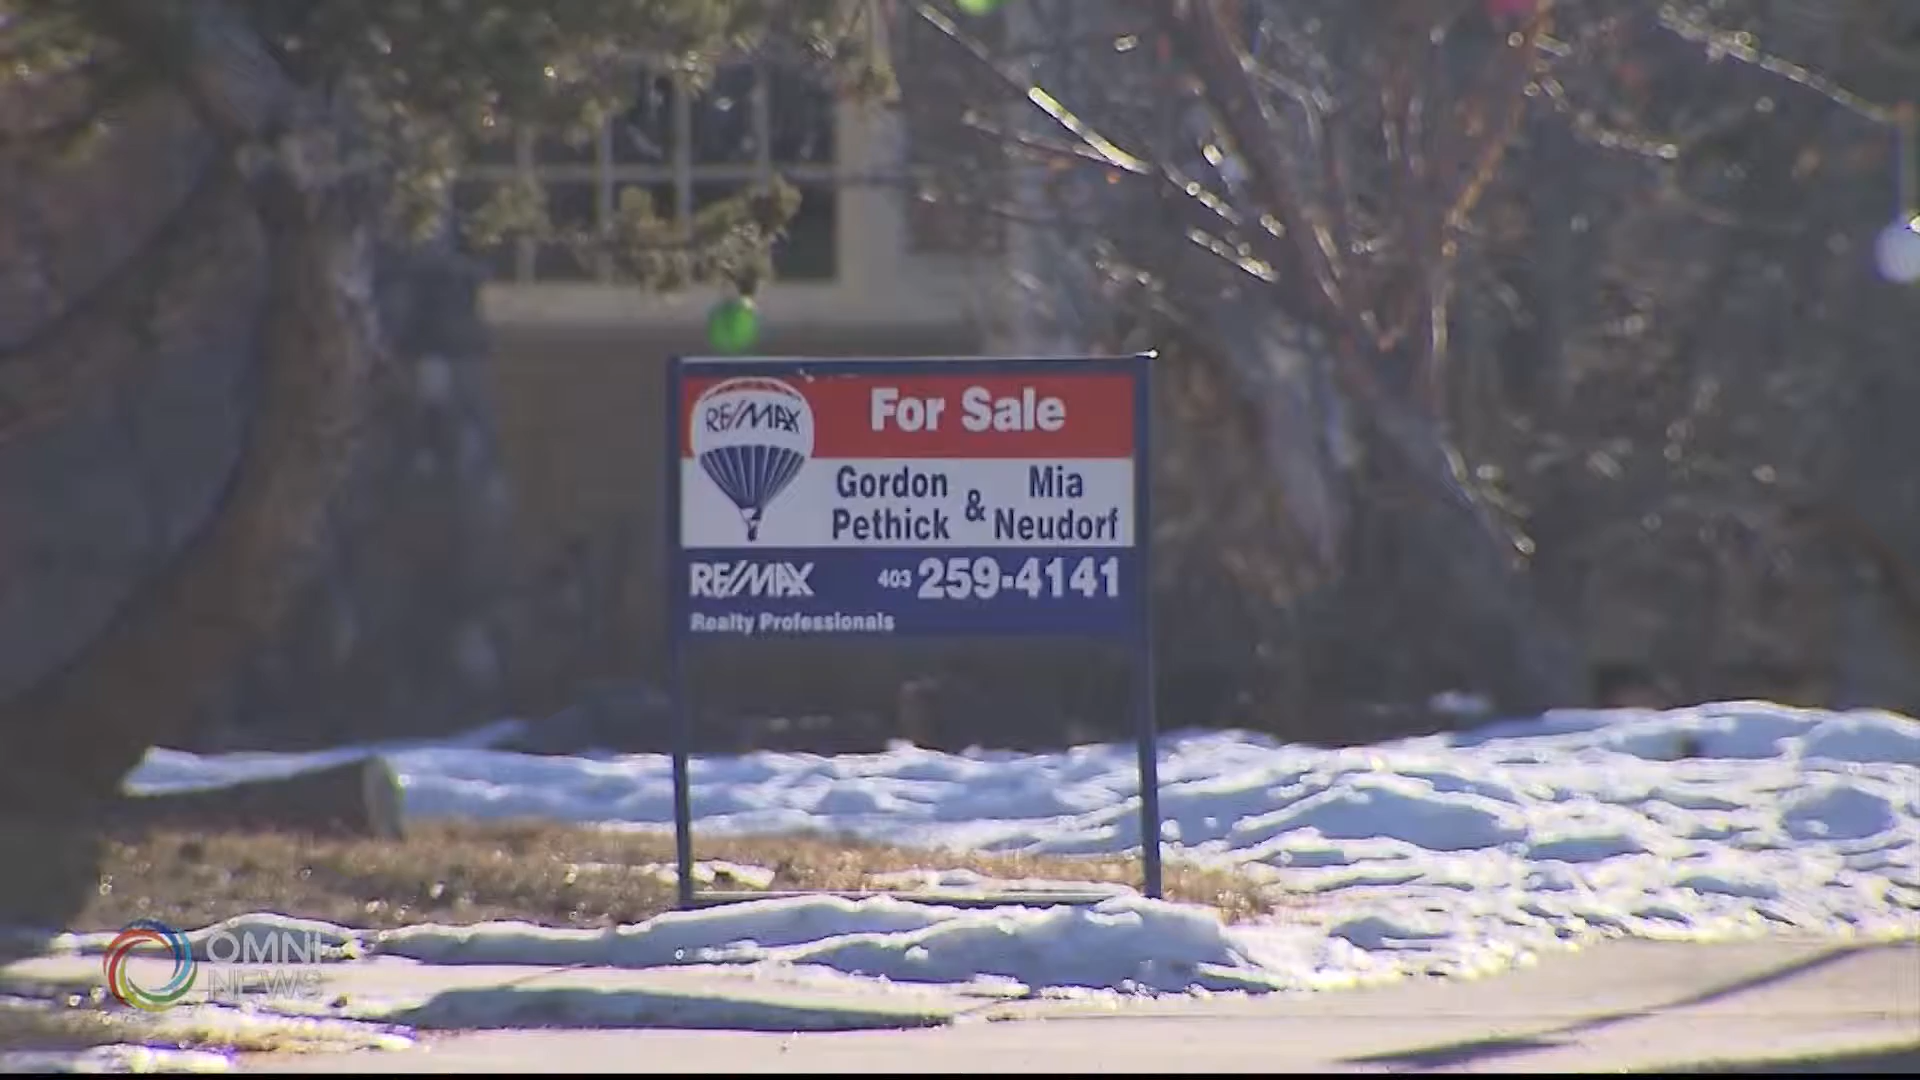 RE/MAX
For Sale
Gordon Pethick & Mia Neudorf
RE/MAX 403 259-4141
Realty Professionals
OMNI
NEWS